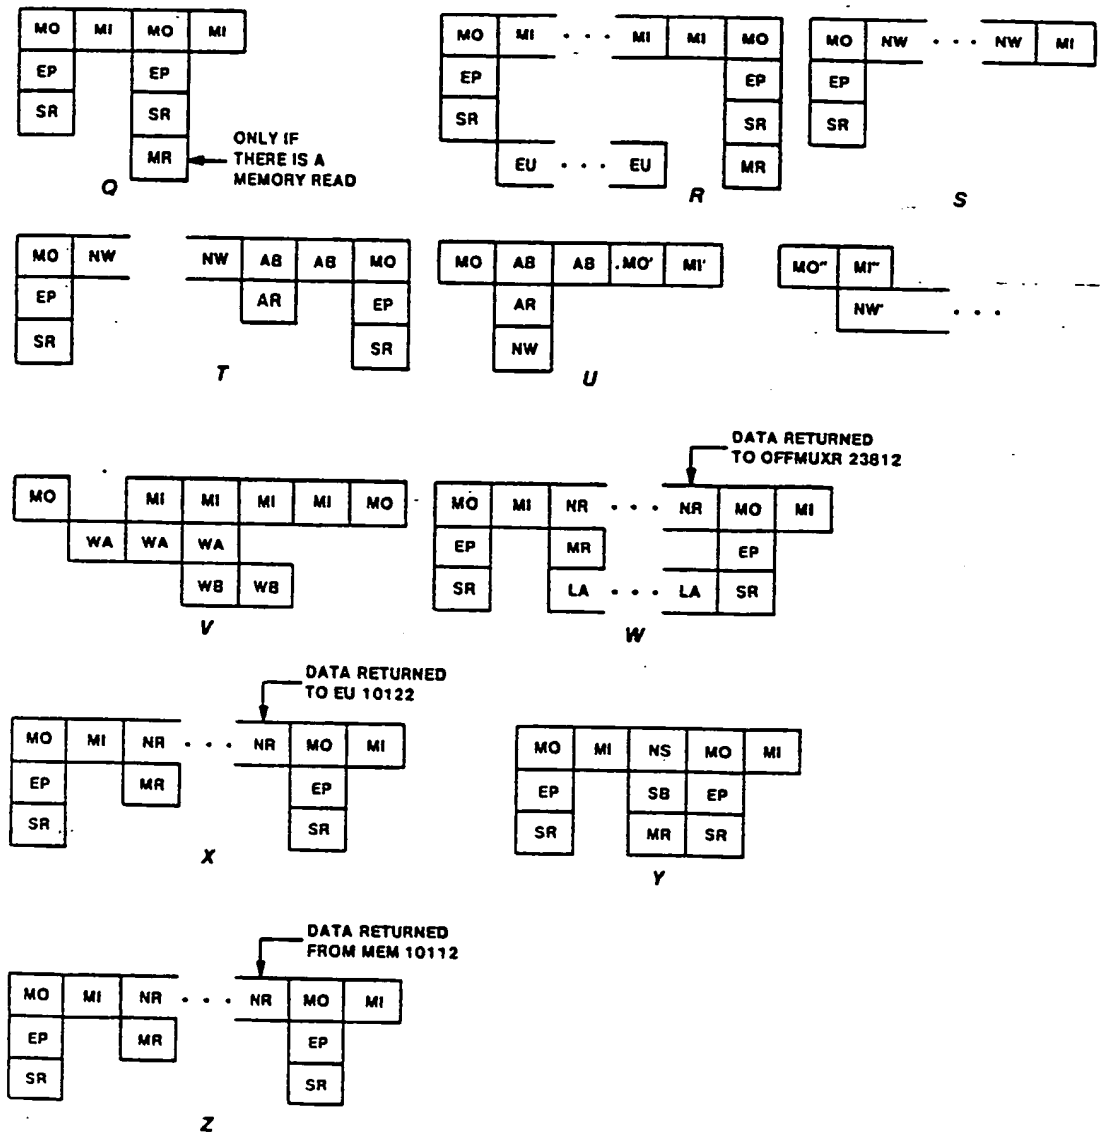 MO MI MO MI
EP EP
SR SR
MR
ONLY IF
THERE IS A
MEMORY READ
Q
MO MI · · · MI MI MO
EP EP
SR SR
EU · · · EU MR
R
MO NW · · · NW MI
EP
SR
S
MO NW NW AB AB MO
EP AR EP
SR SR
T
MO AB AB .MO' MI'
AR
NW
U
MO" MI"
NW' · · ·
MO MI MI MI MI MO
WA WA WA
WB WB
V
DATA RETURNED
TO OFFMUXR 23812
MO MI NR · · · NR MO MI
EP MR EP
SR LA · · · LA SR
W
DATA RETURNED
TO EU 10122
MO MI NR · · · NR MO MI
EP MR EP
SR SR
X
MO MI NS MO MI
EP SB EP
SR MR SR
Y
DATA RETURNED
FROM MEM 10112
MO MI NR · · · NR MO MI
EP MR EP
SR SR
Z